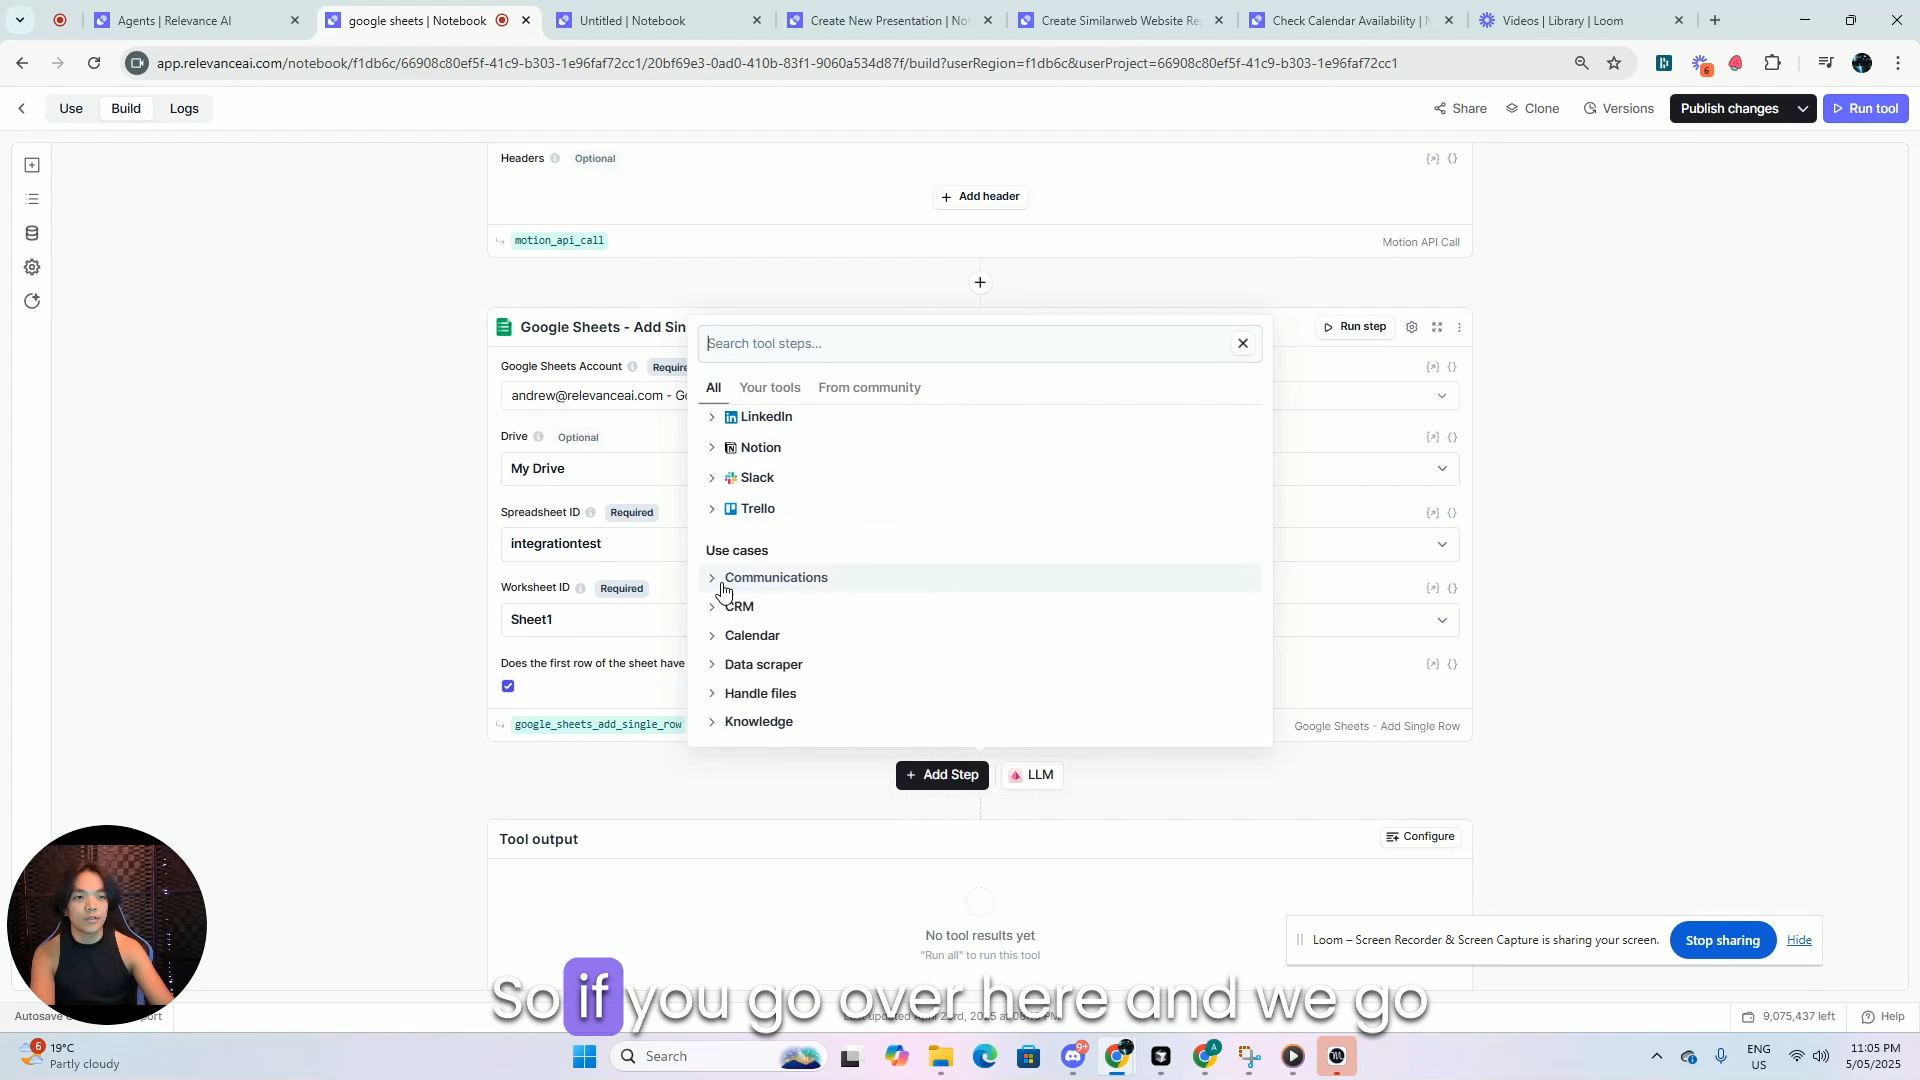 Agents | Relevance AI
google sheets | Notebook
Untitled | Notebook
Create New Presentation | No
Create Similarweb Website Re
Check Calendar Availability | N
Videos | Library | Loom
app.relevanceai.com/notebook/f1db6c/66908c80ef5f-41c9-b303-1e96faf72cc1/20bf69e3-0ad0-410b-83f1-9060a534d87f/build?userRegion=f1db6c&userProject=66908c80ef5f-41c9-b303-1e96faf72cc1
6
Use
Build
Logs
Share
Clone
Versions
Publish changes
Run tool
Headers
Optional
+ Add header
motion_api_call
Motion API Call
Google Sheets - Add Sin
Run step
Search tool steps...
Google Sheets Account
Require
andrew@relevanceai.com - Go
All
Your tools
From community
LinkedIn
Notion
Slack
Trello
Drive
Optional
My Drive
Spreadsheet ID
Required
integrationtest
Use cases
Communications
CRM
Calendar
Data scraper
Handle files
Knowledge
Worksheet ID
Required
Sheet1
Does the first row of the sheet have
google_sheets_add_single_row
Google Sheets - Add Single Row
+ Add Step
LLM
Tool output
Configure
No tool results yet
"Run all" to run this tool
Loom – Screen Recorder & Screen Capture is sharing your screen.
Stop sharing
Hide
So if you go over here and we go
Autosave
9,075,437 left
Help
6
19°C
Partly cloudy
Search
9+
A
ENG
US
11:05 PM
5/05/2025